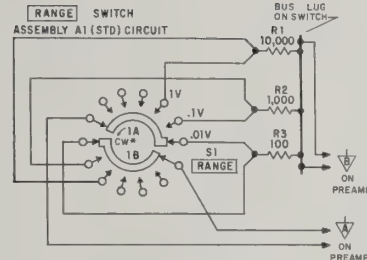 RANGE SWITCH
ASSEMBLY A1 (STD) CIRCUIT
BUS LUG
ON SWITCH
R1
10,000
1V
R2
1,000
.1V
1A
CW*
.01V
R3
100
1B
S1
RANGE
B
ON
PREAMP
A
ON
PREAMP